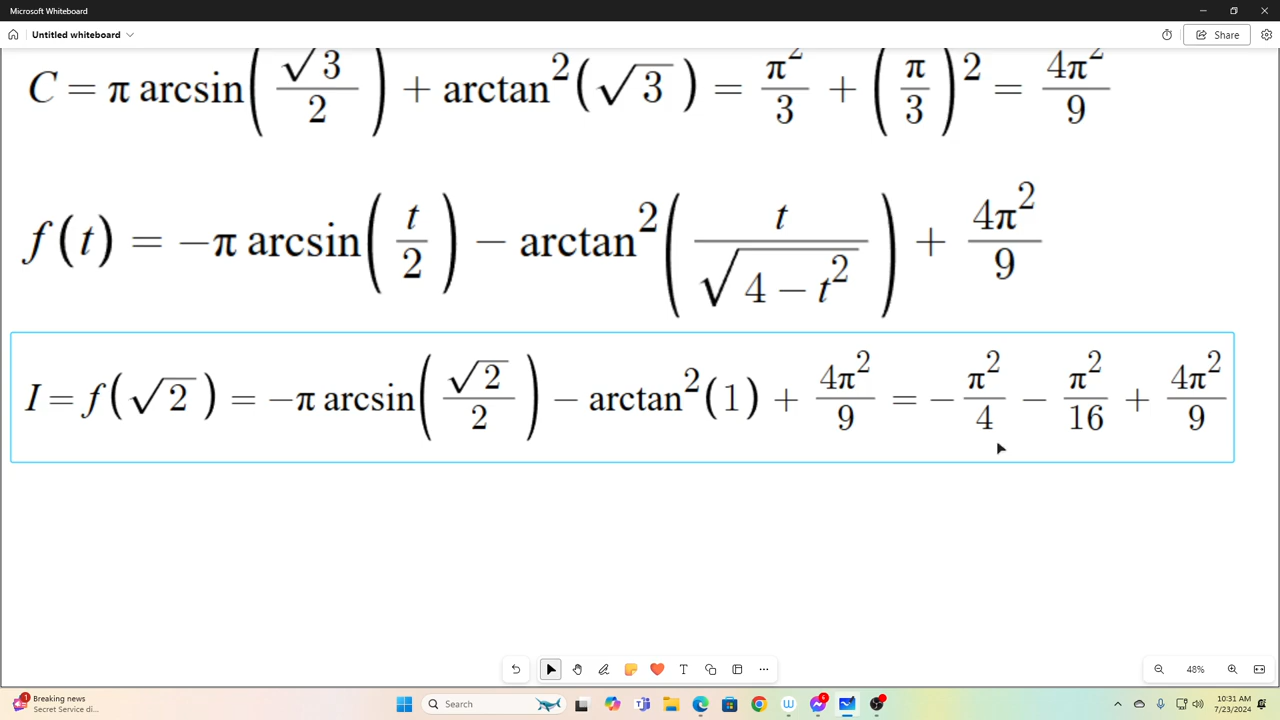 Microsoft Whiteboard
Untitled whiteboard
Share
C = π arcsin(√3/2) + arctan²(√3) = π²/3 + (π/3)² = 4π²/9
f(t) = −π arcsin(t/2) − arctan²(t/√(4 − t²)) + 4π²/9
I = f(√2) = −π arcsin(√2/2) − arctan²(1) + 4π²/9 = −π²/4 − π²/16 + 4π²/9
48%
Breaking news
Secret Service di...
Search
6
10:31 AM
7/23/2024